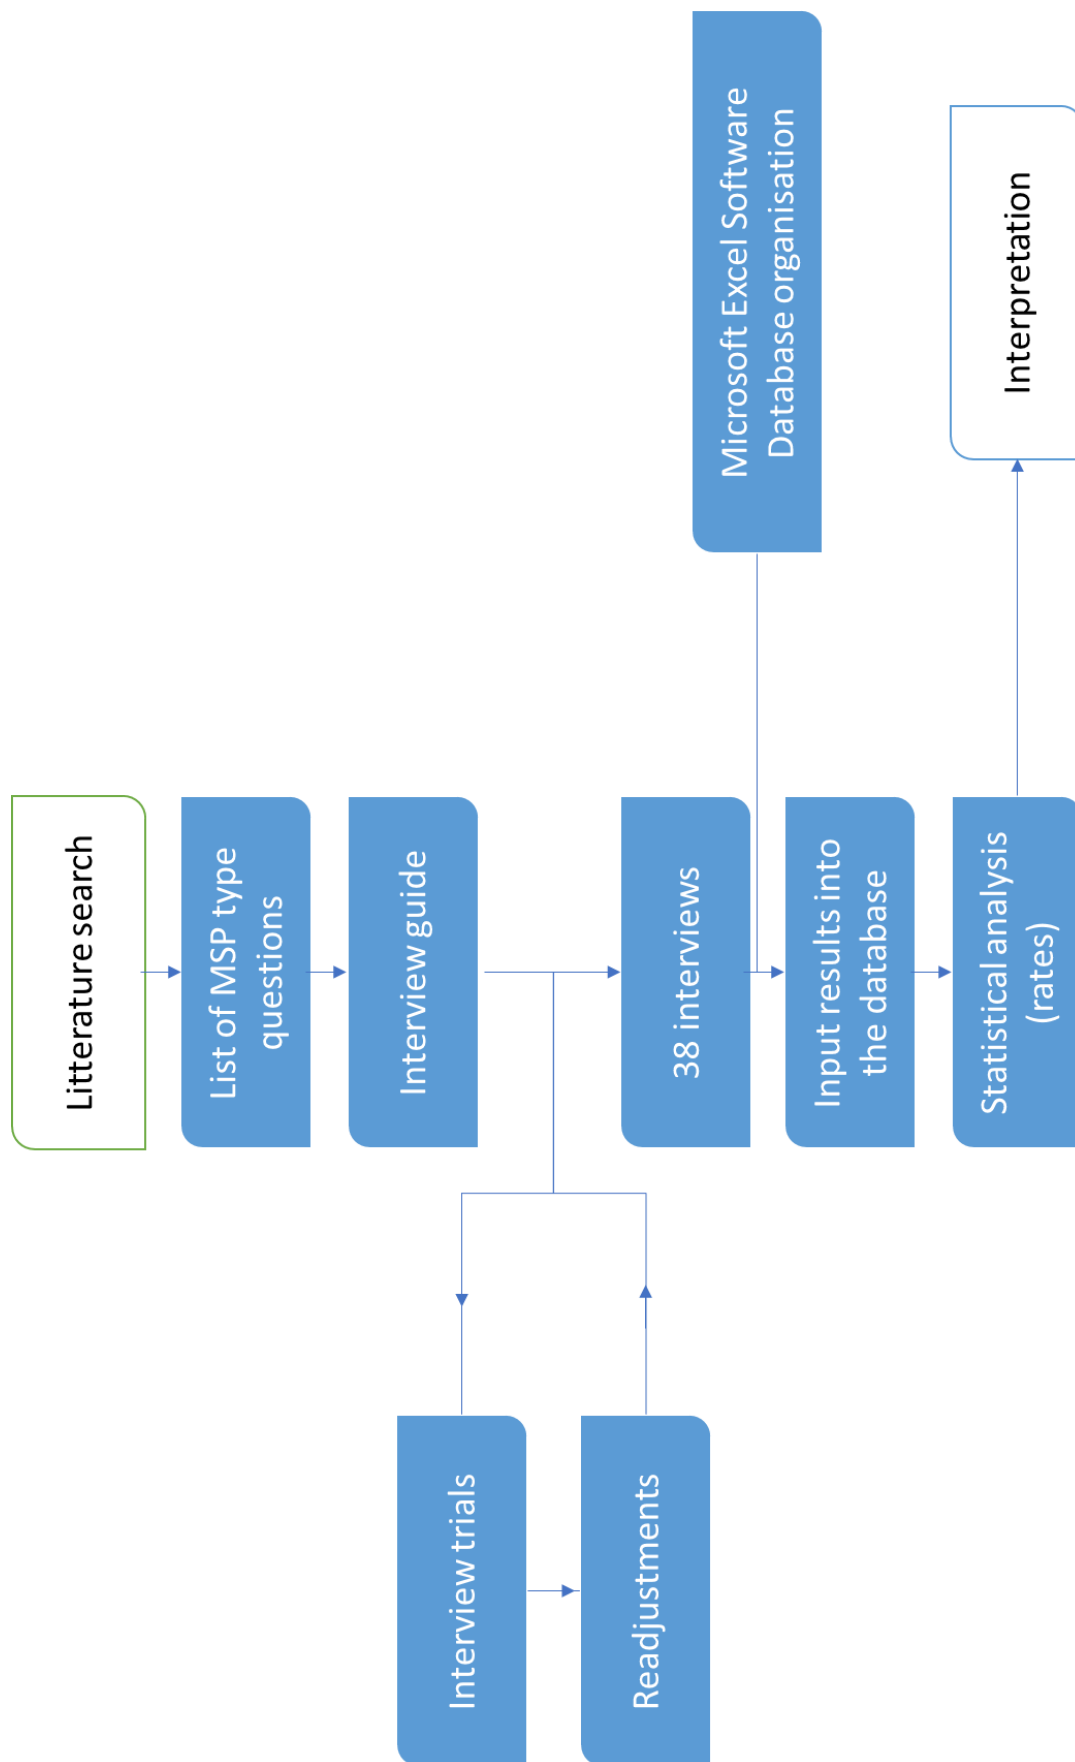 Litterature search
List of MSP type
questions
Interview guide
Interview trials
Readjustments
38 interviews
Microsoft Excel Software
Database organisation
Input results into
the database
Statistical analysis
(rates)
Interpretation